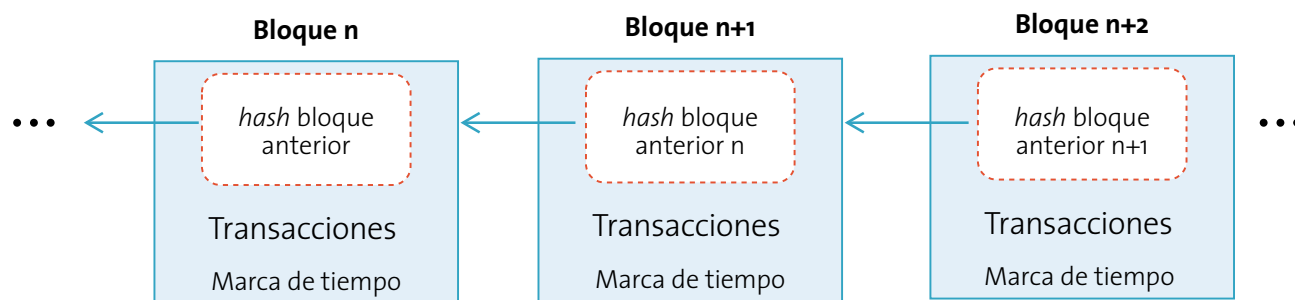 Bloque n
Bloque n+1
Bloque n+2
...
hash bloque
anterior
hash bloque
anterior n
hash bloque
anterior n+1
...
Transacciones
Transacciones
Transacciones
Marca de tiempo
Marca de tiempo
Marca de tiempo